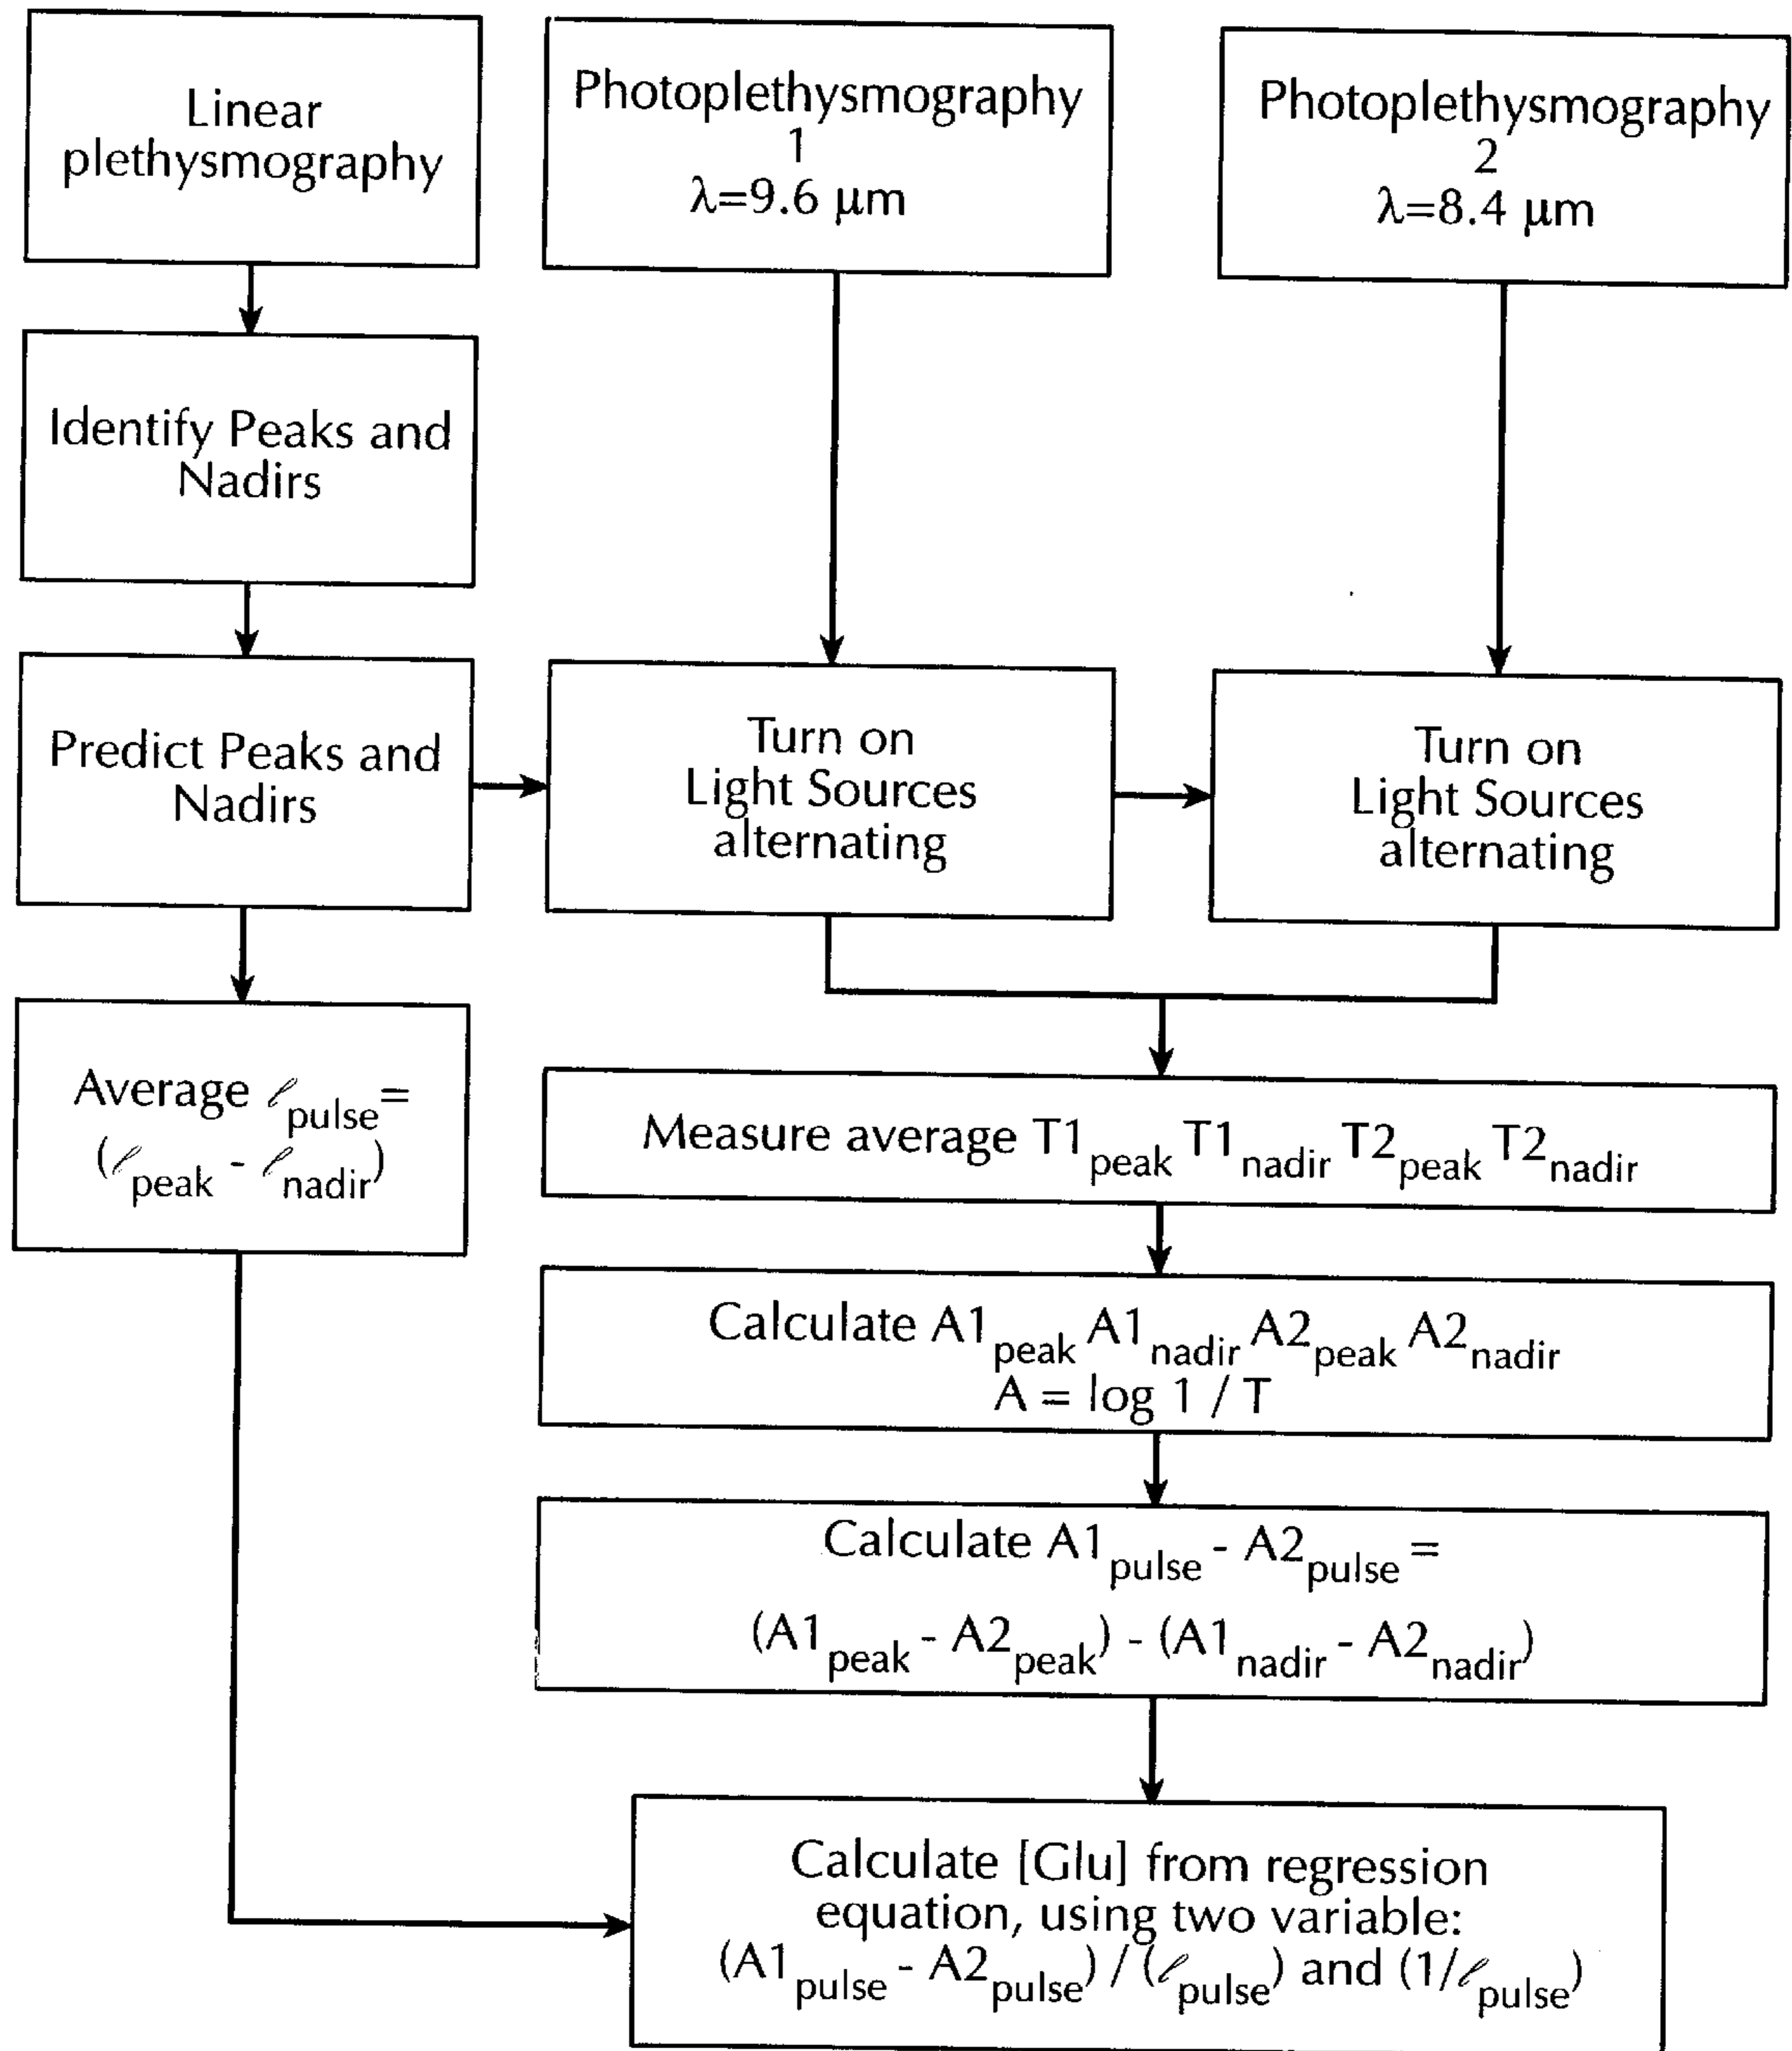 Linear
plethysmography
Photoplethysmography
1
λ=9.6 μm
Photoplethysmography
2
λ=8.4 μm
Identify Peaks and
Nadirs
Predict Peaks and
Nadirs
Turn on
Light Sources
alternating
Turn on
Light Sources
alternating
Average ℓpulse=
(ℓpeak - ℓnadir)
Measure average T1peak T1nadir T2peak T2nadir
Calculate A1peak A1nadir A2peak A2nadir
A = log 1 / T
Calculate A1pulse - A2pulse =
(A1peak - A2peak) - (A1nadir - A2nadir)
Calculate [Glu] from regression
equation, using two variable:
(A1pulse - A2pulse) / (ℓpulse) and (1/ℓpulse)